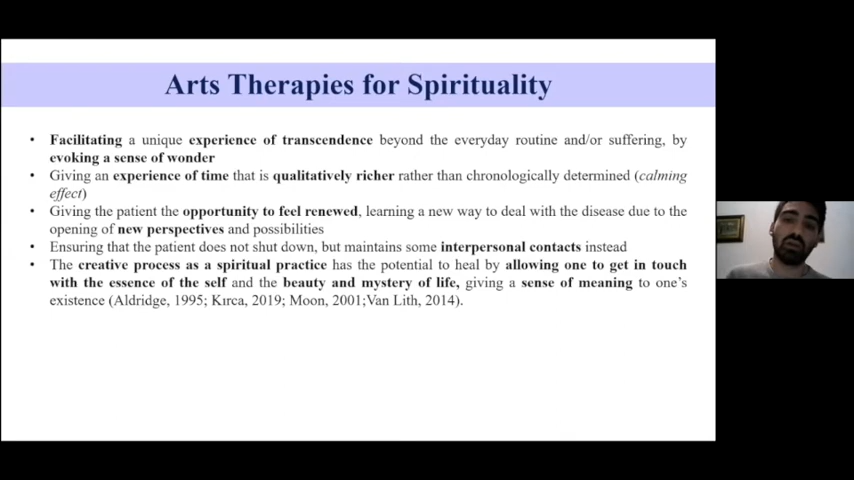 Arts Therapies for Spirituality
• Facilitating a unique experience of transcendence beyond the everyday routine and/or suffering, by
evoking a sense of wonder
• Giving an experience of time that is qualitatively richer rather than chronologically determined (calming
effect)
• Giving the patient the opportunity to feel renewed, learning a new way to deal with the disease due to the
opening of new perspectives and possibilities
• Ensuring that the patient does not shut down, but maintains some interpersonal contacts instead
• The creative process as a spiritual practice has the potential to heal by allowing one to get in touch
with the essence of the self and the beauty and mystery of life, giving a sense of meaning to one's
existence (Aldridge, 1995; Kırca, 2019; Moon, 2001;Van Lith, 2014).